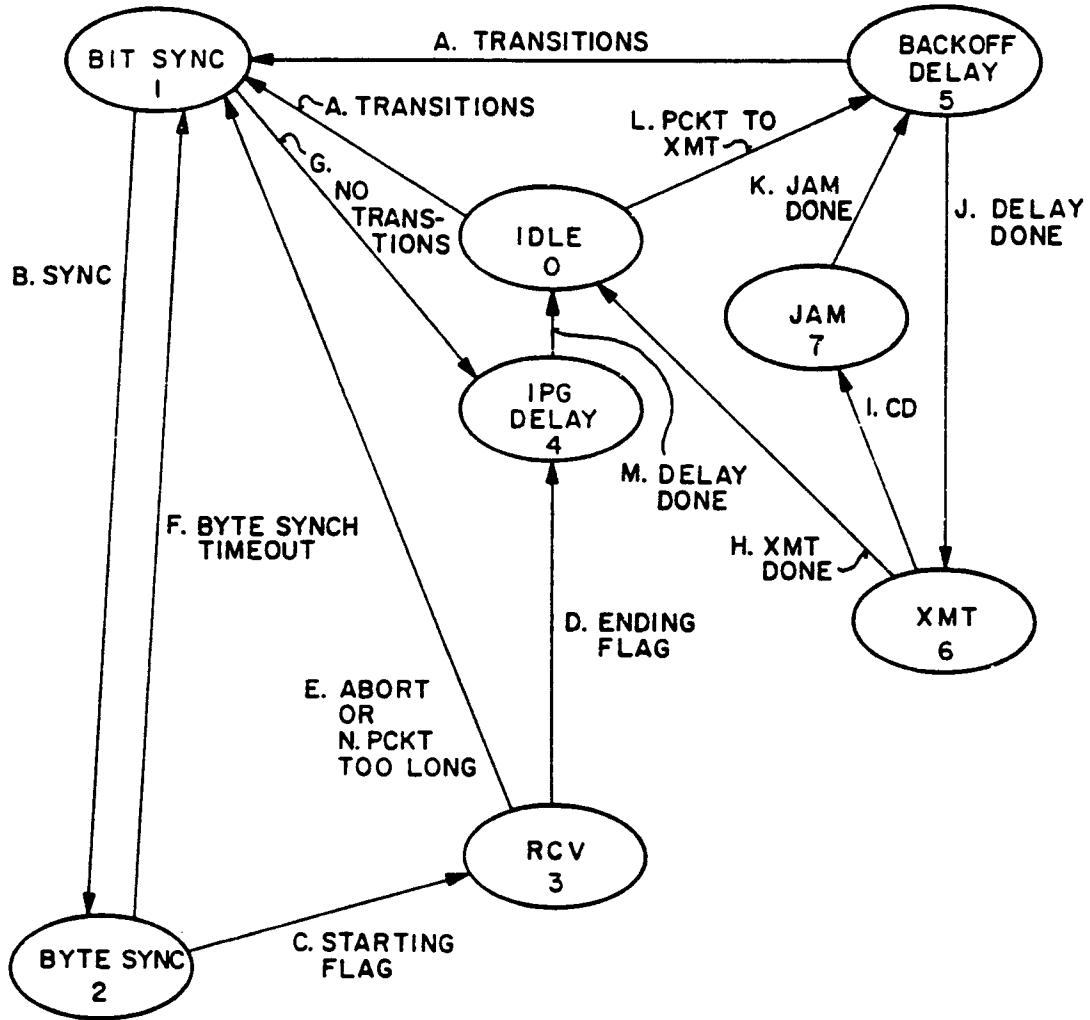 BIT SYNC
1
A. TRANSITIONS
BACKOFF
DELAY
5
A. TRANSITIONS
L. PCKT TO
XMT
G.
NO
TRANS-
TIONS
K. JAM
DONE
J. DELAY
DONE
IDLE
0
B. SYNC
JAM
7
IPG
DELAY
4
I. CD
M. DELAY
DONE
F. BYTE SYNCH
TIMEOUT
H. XMT
DONE
XMT
6
D. ENDING
FLAG
E. ABORT
OR
N. PCKT
TOO LONG
RCV
3
C. STARTING
FLAG
BYTE SYNC
2